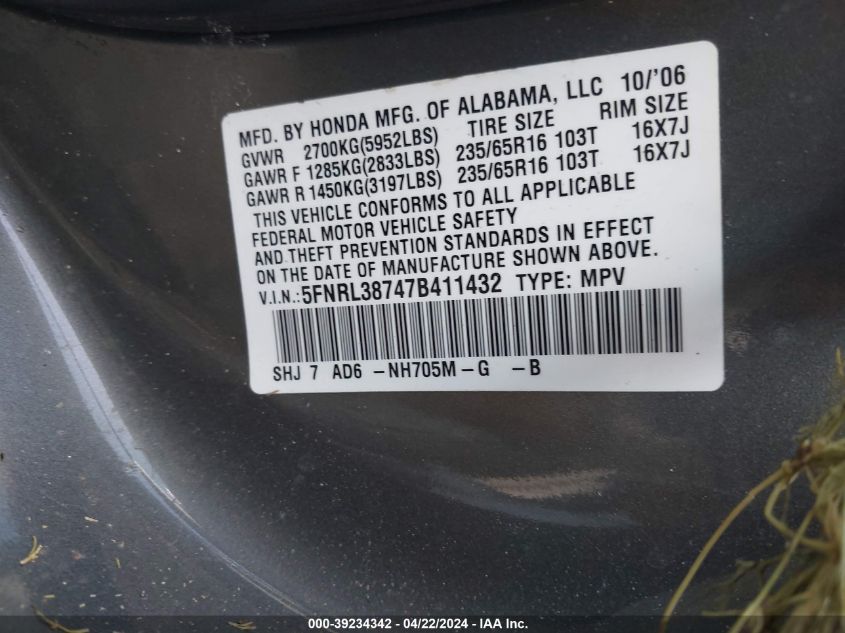 MFD. BY HONDA MFG. OF ALABAMA, LLC 10/'06
GVWR 2700KG(5952LBS) TIRE SIZE RIM SIZE
GAWR F 1285KG(2833LBS) 235/65R16 103T 16X7J
GAWR R 1450KG(3197LBS) 235/65R16 103T 16X7J
THIS VEHICLE CONFORMS TO ALL APPLICABLE
FEDERAL MOTOR VEHICLE SAFETY
AND THEFT PREVENTION STANDARDS IN EFFECT
ON THE DATE OF MANUFACTURE SHOWN ABOVE.
V.I.N.: 5FNRL38747B411432 TYPE: MPV
SHJ 7 AD6 -NH705M-G -B
000-39234342 - 04/22/2024 - IAA Inc.